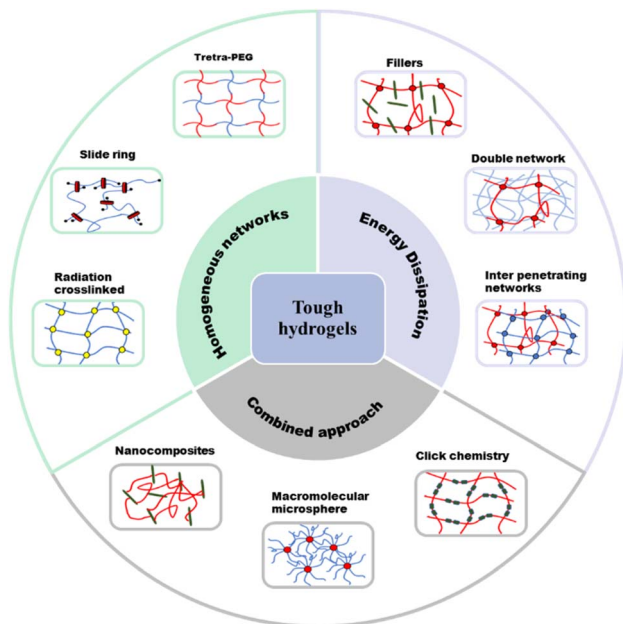 Tretra-PEG
Fillers
Slide ring
Double network
Radiation
crosslinked
Inter penetrating
networks
Homogeneous networks
Energy Dissipation
Tough
hydrogels
Combined approach
Nanocomposites
Macromolecular
microsphere
Click chemistry